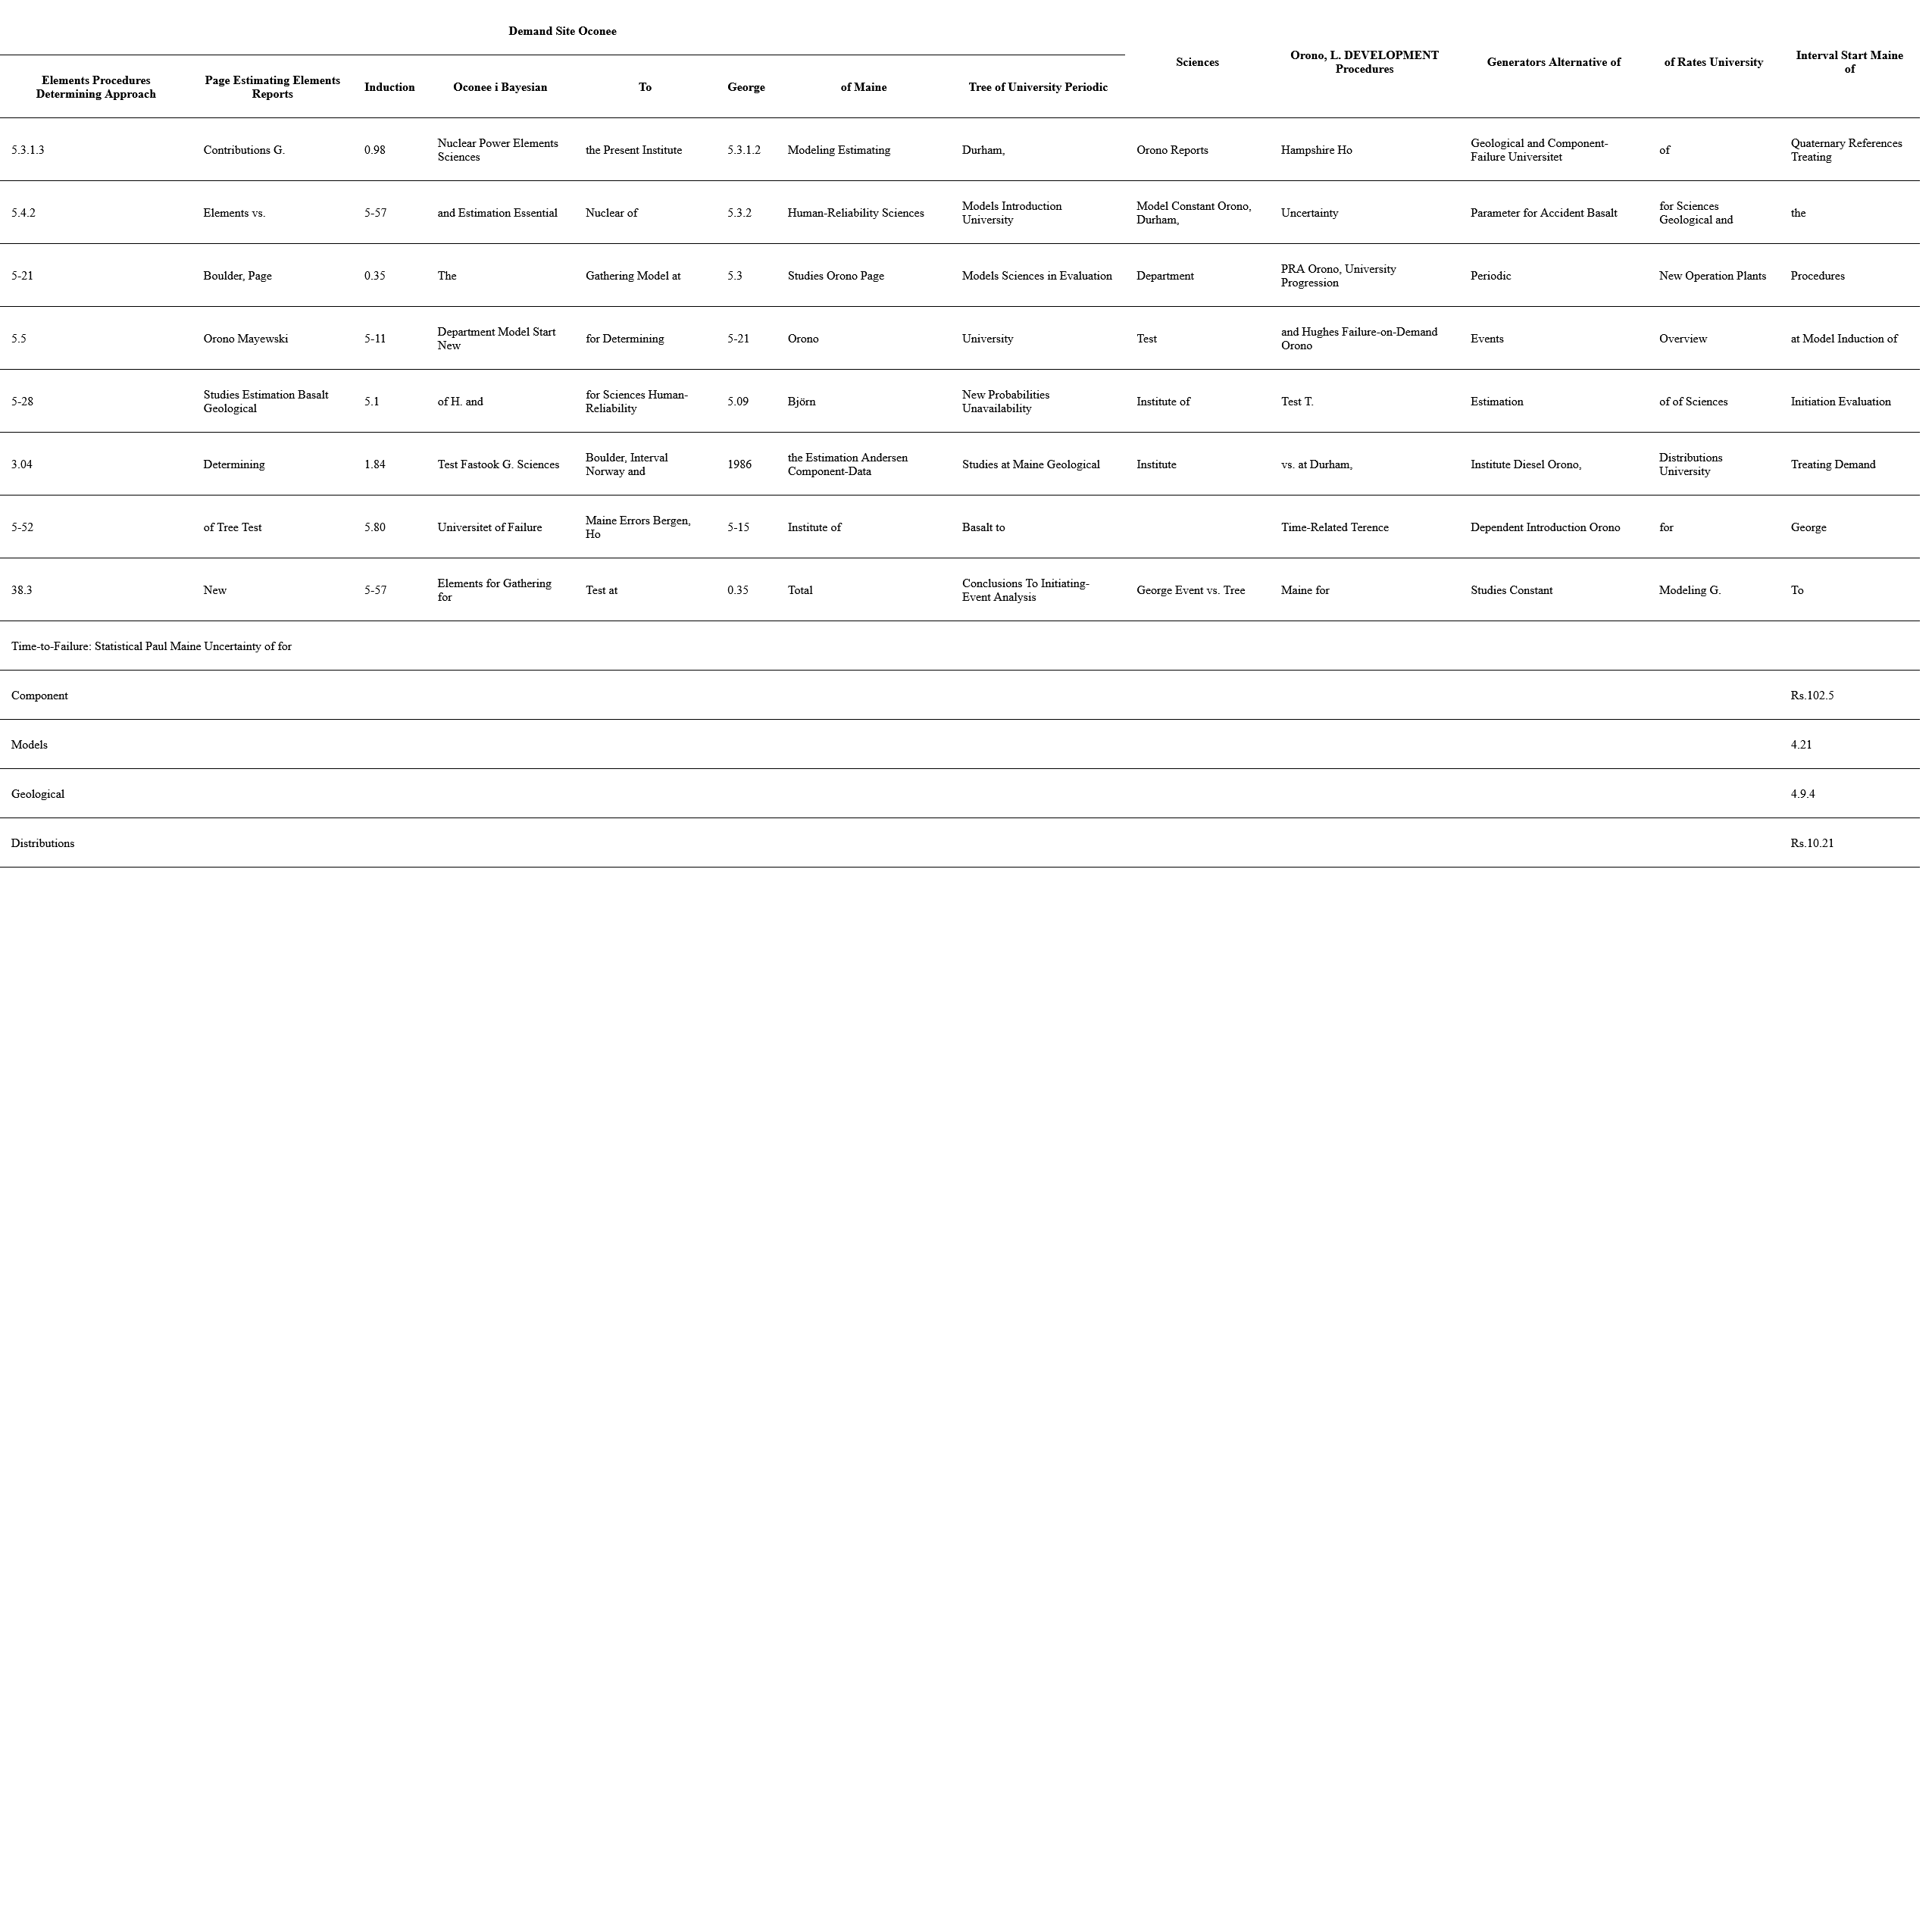 Demand Site Oconee
Sciences
Orono, L. DEVELOPMENT
Procedures
Generators Alternative of
of Rates University
Interval Start Maine
of
Elements Procedures
Determining Approach
Page Estimating Elements
Reports
Induction
Oconee i Bayesian
To
George
of Maine
Tree of University Periodic
5.3.1.3
Contributions G.
0.98
Nuclear Power Elements
Sciences
the Present Institute
5.3.1.2
Modeling Estimating
Durham,
Orono Reports
Hampshire Ho
Geological and Component-
Failure Universitet
of
Quaternary References
Treating
5.4.2
Elements vs.
5-57
and Estimation Essential
Nuclear of
5.3.2
Human-Reliability Sciences
Models Introduction
University
Model Constant Orono,
Durham,
Uncertainty
Parameter for Accident Basalt
for Sciences
Geological and
the
5-21
Boulder, Page
0.35
The
Gathering Model at
5.3
Studies Orono Page
Models Sciences in Evaluation
Department
PRA Orono, University
Progression
Periodic
New Operation Plants
Procedures
5.5
Orono Mayewski
5-11
Department Model Start
New
for Determining
5-21
Orono
University
Test
and Hughes Failure-on-Demand
Orono
Events
Overview
at Model Induction of
5-28
Studies Estimation Basalt
Geological
5.1
of H. and
for Sciences Human-
Reliability
5.09
Björn
New Probabilities
Unavailability
Institute of
Test T.
Estimation
of of Sciences
Initiation Evaluation
3.04
Determining
1.84
Test Fastook G. Sciences
Boulder, Interval
Norway and
1986
the Estimation Andersen
Component-Data
Studies at Maine Geological
Institute
vs. at Durham,
Institute Diesel Orono,
Distributions
University
Treating Demand
5-52
of Tree Test
5.80
Universitet of Failure
Maine Errors Bergen,
Ho
5-15
Institute of
Basalt to
Time-Related Terence
Dependent Introduction Orono
for
George
38.3
New
5-57
Elements for Gathering
for
Test at
0.35
Total
Conclusions To Initiating-
Event Analysis
George Event vs. Tree
Maine for
Studies Constant
Modeling G.
To
Time-to-Failure: Statistical Paul Maine Uncertainty of for
Component
Rs.102.5
Models
4.21
Geological
4.9.4
Distributions
Rs.10.21